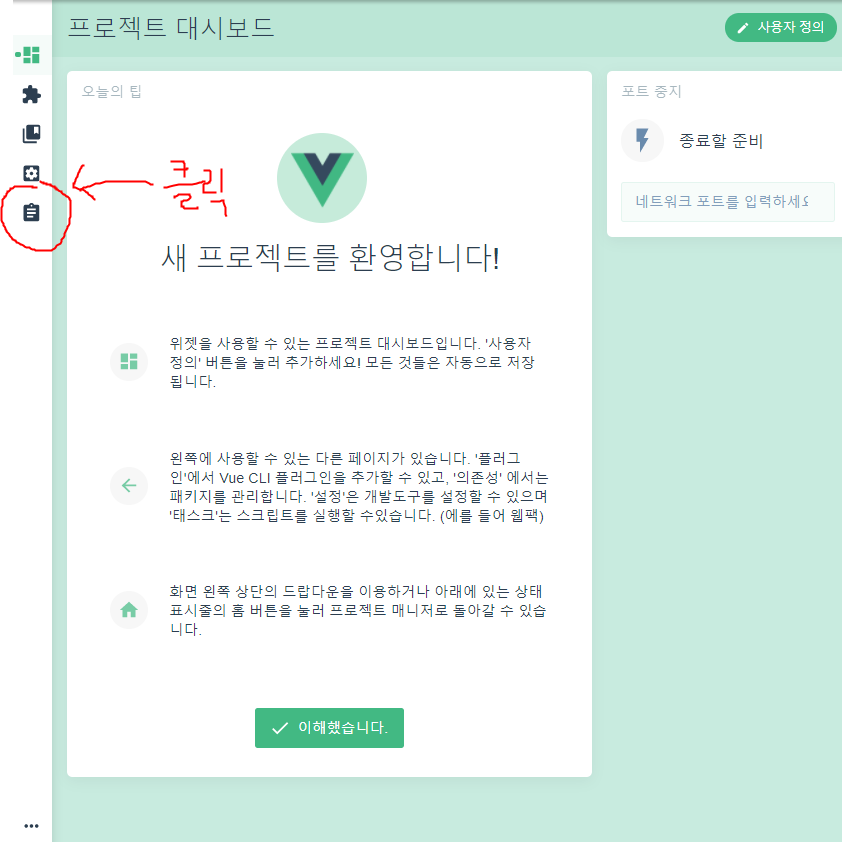 프로젝트 대시보드
사용자 정의
오늘의 팁
포트 중지
종료할 준비
네트워크 포트를 입력하세요
클릭
새 프로젝트를 환영합니다!
위젯을 사용할 수 있는 프로젝트 대시보드입니다. '사용자
정의' 버튼을 눌러 추가하세요! 모든 것들은 자동으로 저장
됩니다.
왼쪽에 사용할 수 있는 다른 페이지가 있습니다. '플러그
인'에서 Vue CLI 플러그인을 추가할 수 있고, '의존성' 에서는
패키지를 관리합니다. '설정'은 개발도구를 설정할 수 있으며
'태스크'는 스크립트를 실행할 수있습니다. (에를 들어 웹팩)
화면 왼쪽 상단의 드랍다운을 이용하거나 아래에 있는 상태
표시줄의 홈 버튼을 눌러 프로젝트 매니저로 돌아갈 수 있습
니다.
이해했습니다.